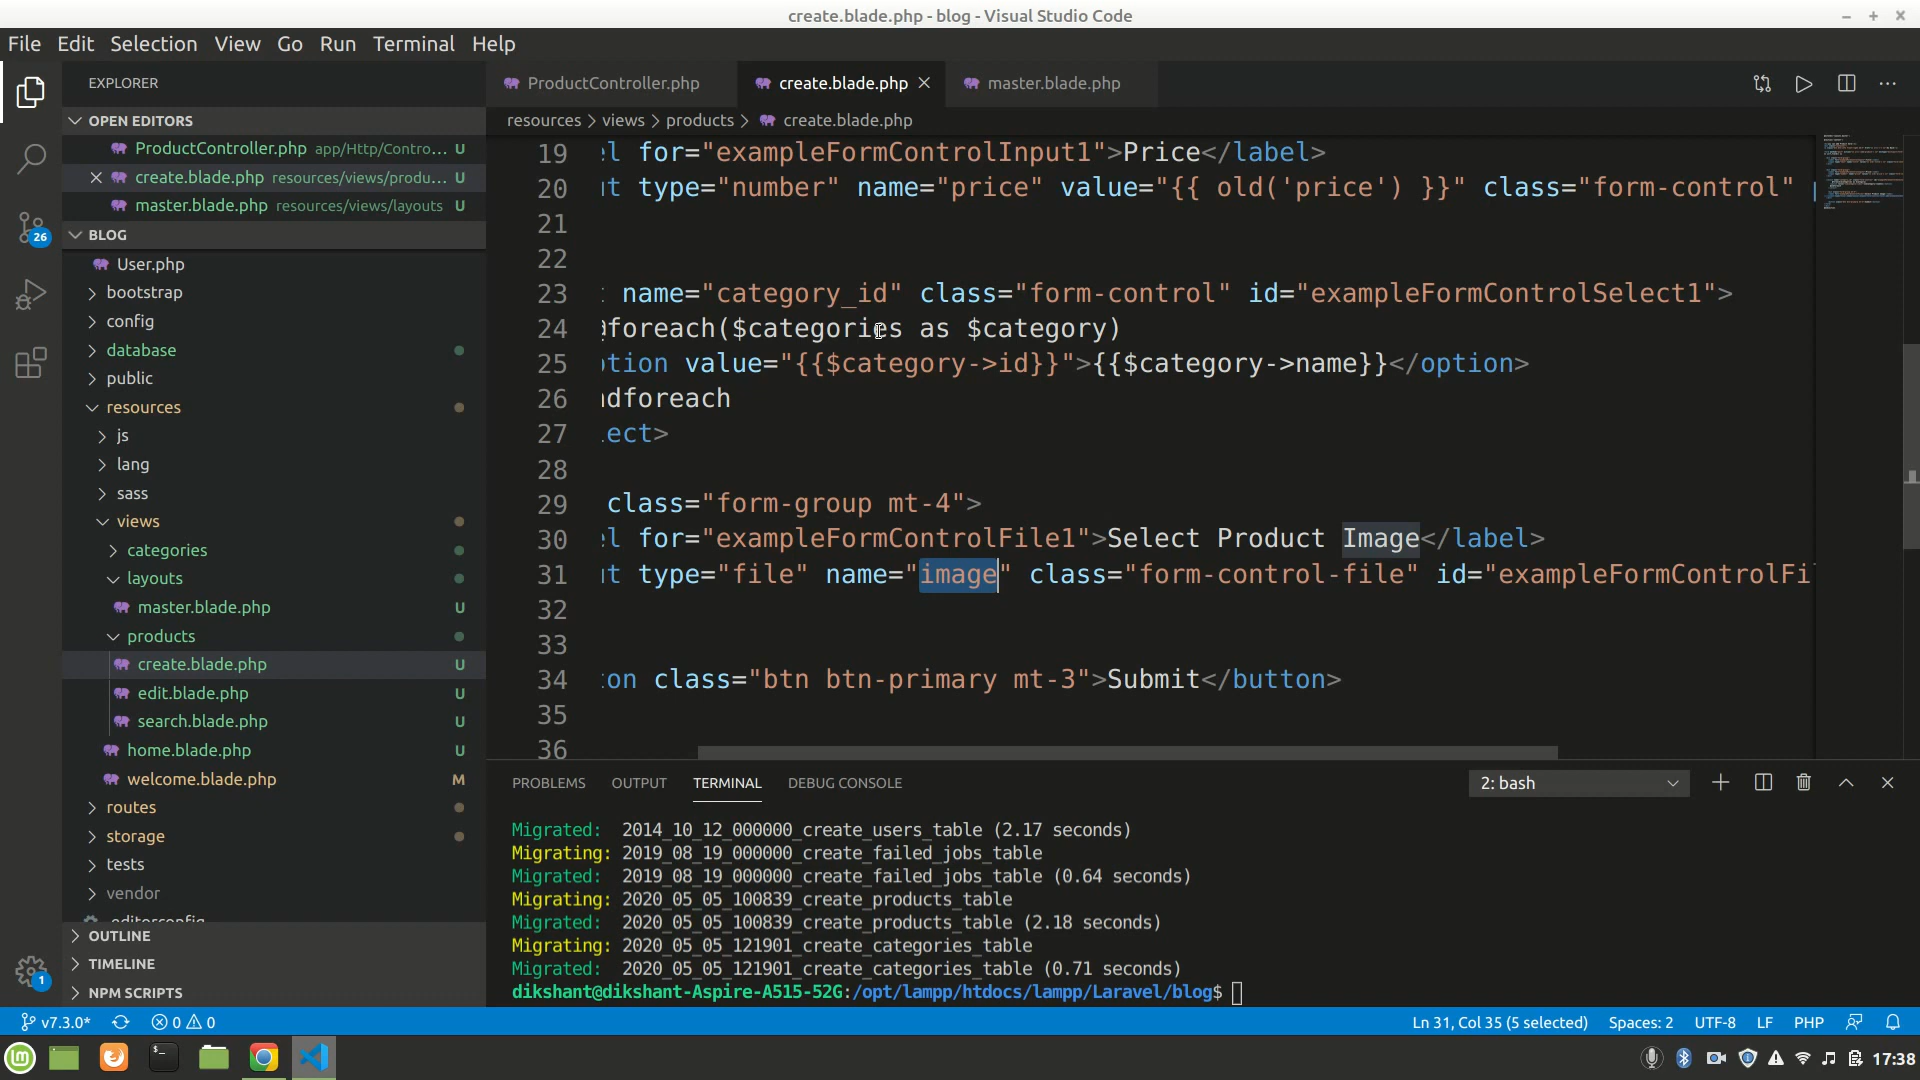 create.blade.php - blog - Visual Studio Code
File Edit Selection View Go Run Terminal Help
EXPLORER
ProductController.php
create.blade.php
master.blade.php
OPEN EDITORS
resources > views > products > create.blade.php
ProductController.php app/Http/Contro... U
create.blade.php resources/views/produ... U
master.blade.php resources/views/layouts U
BLOG
User.php
bootstrap
config
database
public
resources
js
lang
sass
views
categories
layouts
master.blade.php U
products
create.blade.php U
edit.blade.php U
search.blade.php U
home.blade.php U
welcome.blade.php M
routes
storage
tests
vendor
.editorconfig
OUTLINE
TIMELINE
NPM SCRIPTS
26
1
19 el for="exampleFormControlInput1">Price</label>
20 ut type="number" name="price" value="{{ old('price') }}" class="form-control"
21
22
23 name="category_id" class="form-control" id="exampleFormControlSelect1">
24 @foreach($categories as $category)
25 ption value="{{$category->id}}">{{$category->name}}</option>
26 ndforeach
27 lect>
28
29 class="form-group mt-4">
30 el for="exampleFormControlFile1">Select Product Image</label>
31 ut type="file" name="image" class="form-control-file" id="exampleFormControlFi
32
33
34 ton class="btn btn-primary mt-3">Submit</button>
35
36
PROBLEMS OUTPUT TERMINAL DEBUG CONSOLE
2: bash
Migrated: 2014_10_12_000000_create_users_table (2.17 seconds)
Migrating: 2019_08_19_000000_create_failed_jobs_table
Migrated: 2019_08_19_000000_create_failed_jobs_table (0.64 seconds)
Migrating: 2020_05_05_100839_create_products_table
Migrated: 2020_05_05_100839_create_products_table (2.18 seconds)
Migrating: 2020_05_05_121901_create_categories_table
Migrated: 2020_05_05_121901_create_categories_table (0.71 seconds)
dikshant@dikshant-Aspire-A515-52G:/opt/lampp/htdocs/lampp/Laravel/blog$
v7.3.0* 0 0 Ln 31, Col 35 (5 selected) Spaces: 2 UTF-8 LF PHP
17:38